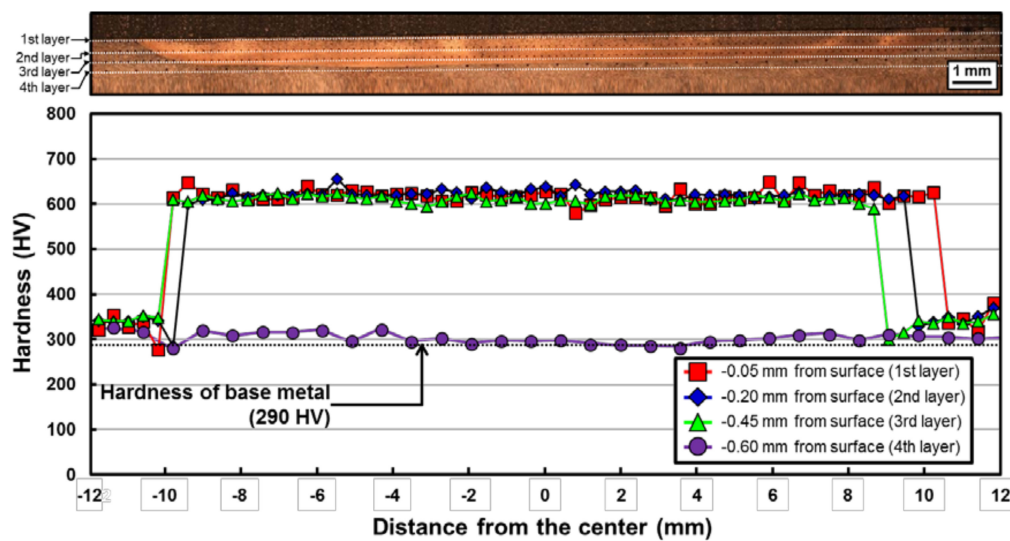 1st layer
2nd layer
3rd layer
4th layer
1 mm
Hardness (HV)
800
700
600
500
400
300
200
100
0
Hardness of base metal
(290 HV)
-0.05 mm from surface (1st layer)
-0.20 mm from surface (2nd layer)
-0.45 mm from surface (3rd layer)
-0.60 mm from surface (4th layer)
-12 -10 -8 -6 -4 -2 0 2 4 6 8 10 12
Distance from the center (mm)